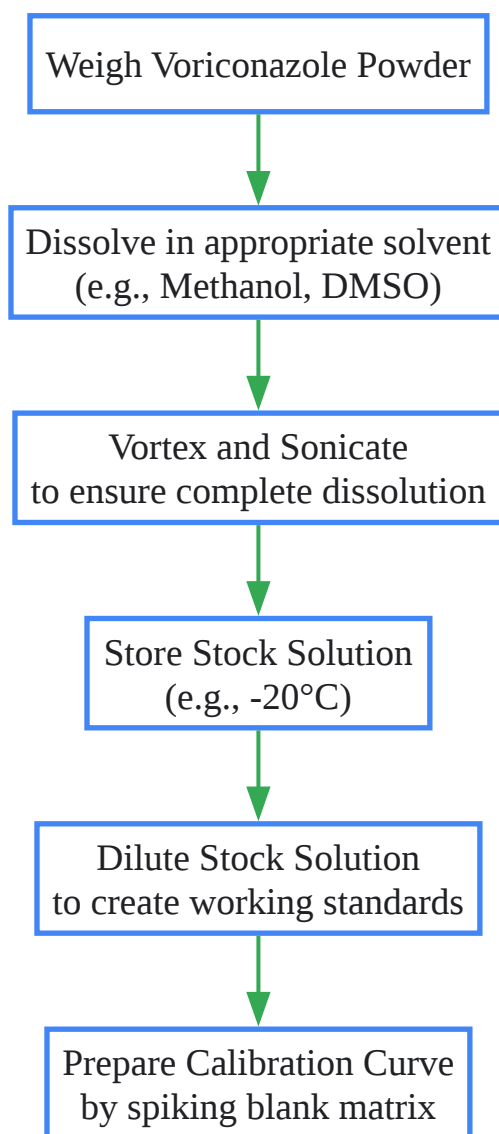 Weigh Voriconazole Powder
Dissolve in appropriate solvent
(e.g., Methanol, DMSO)
Vortex and Sonicate
to ensure complete dissolution
Store Stock Solution
(e.g., -20°C)
Dilute Stock Solution
to create working standards
Prepare Calibration Curve
by spiking blank matrix